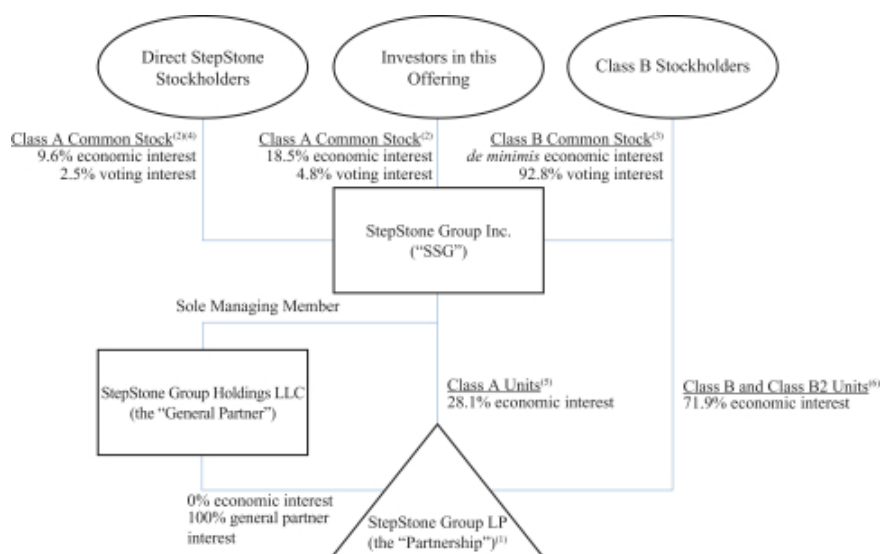 Direct StepStone
Stockholders
Investors in this
Offering
Class B Stockholders
Class A Common Stock(2)(4)
9.6% economic interest
2.5% voting interest
Class A Common Stock(2)
18.5% economic interest
4.8% voting interest
Class B Common Stock(3)
de minimis economic interest
92.8% voting interest
StepStone Group Inc.
(“SSG”)
Sole Managing Member
StepStone Group Holdings LLC
(the “General Partner”)
Class A Units(5)
28.1% economic interest
Class B and Class B2 Units(6)
71.9% economic interest
0% economic interest
100% general partner
interest
StepStone Group LP
(the “Partnership”)(1)